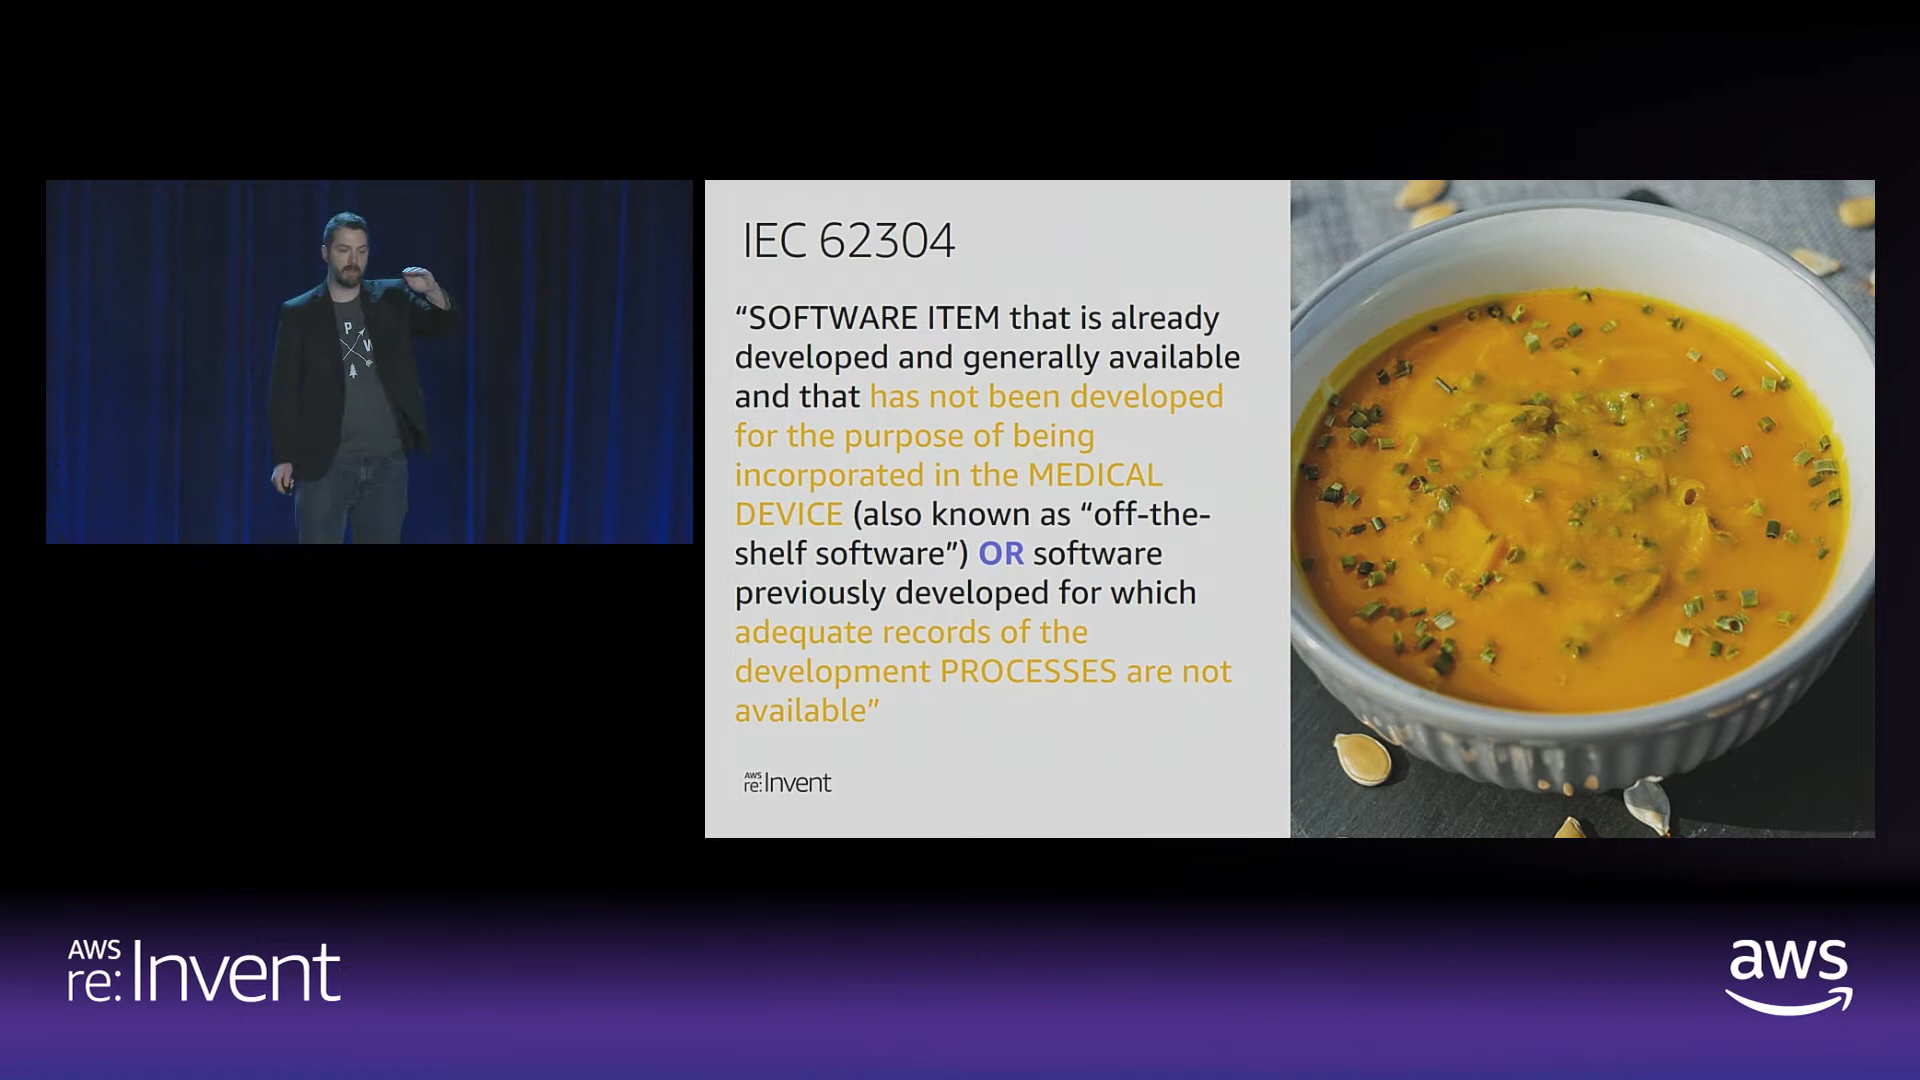 P
W
IEC 62304
“SOFTWARE ITEM that is already
developed and generally available
and that has not been developed
for the purpose of being
incorporated in the MEDICAL
DEVICE (also known as “off-the-
shelf software”) OR software
previously developed for which
adequate records of the
development PROCESSES are not
available”
AWS
re:Invent
AWS
re:Invent
aws